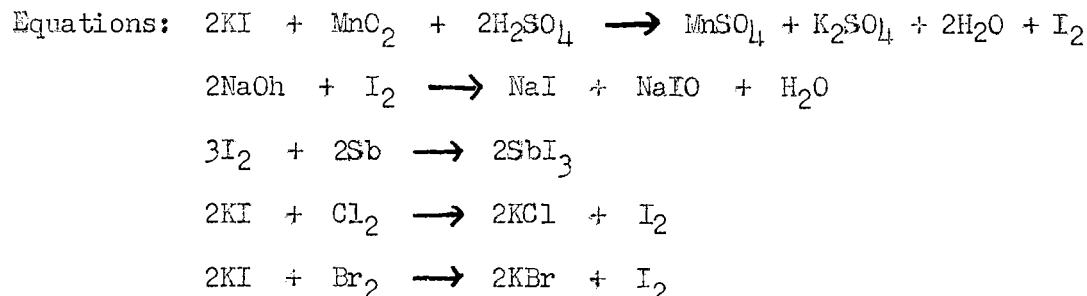 Equations: 2KI + MnO2 + 2H2SO4 → MnSO4 + K2SO4 + 2H2O + I2
2NaOh + I2 → NaI + NaIO + H2O
3I2 + 2Sb → 2SbI3
2KI + Cl2 → 2KCl + I2
2KI + Br2 → 2KBr + I2